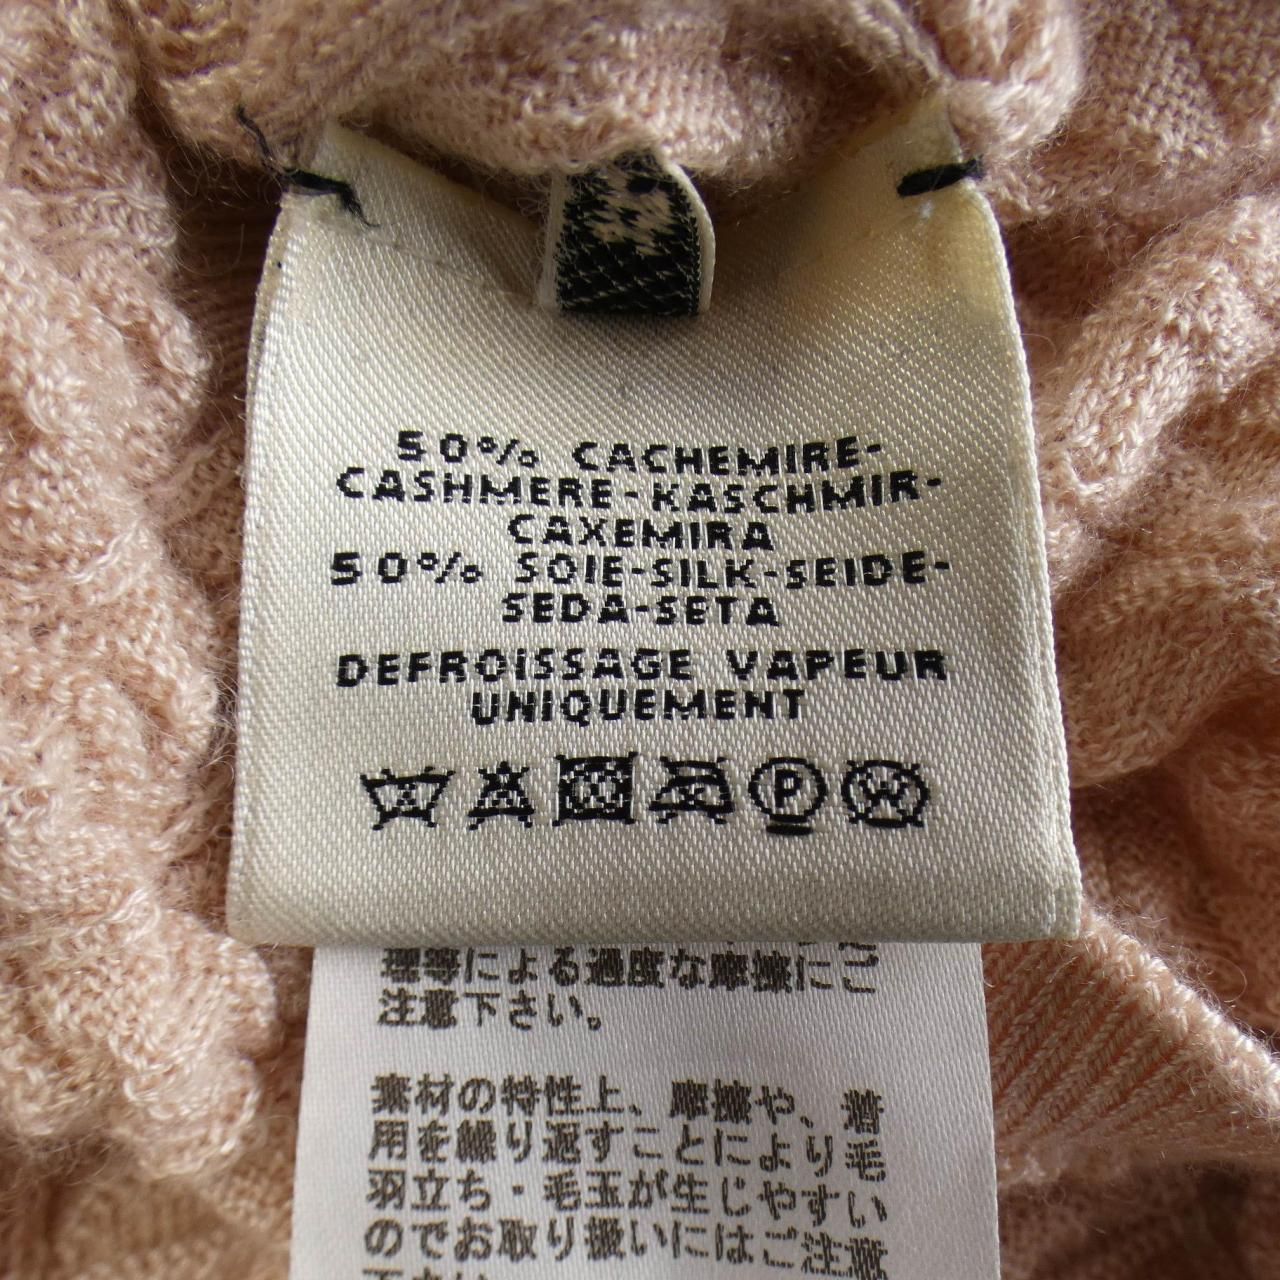 50% CACHEMIRE-
CASHMERE-KASCHMIR-
CAXEMIRA
50% SOIE-SILK-SEIDE-
SEDA-SETA
DEFROISSAGE VAPEUR
UNIQUEMENT
P W
理等による過度な摩擦にご
注意下さい。
素材の特性上、摩擦や、着
用を繰り返すことにより毛
羽立ち・毛玉が生じやすい
のでお取り扱いにはご注意
下さい